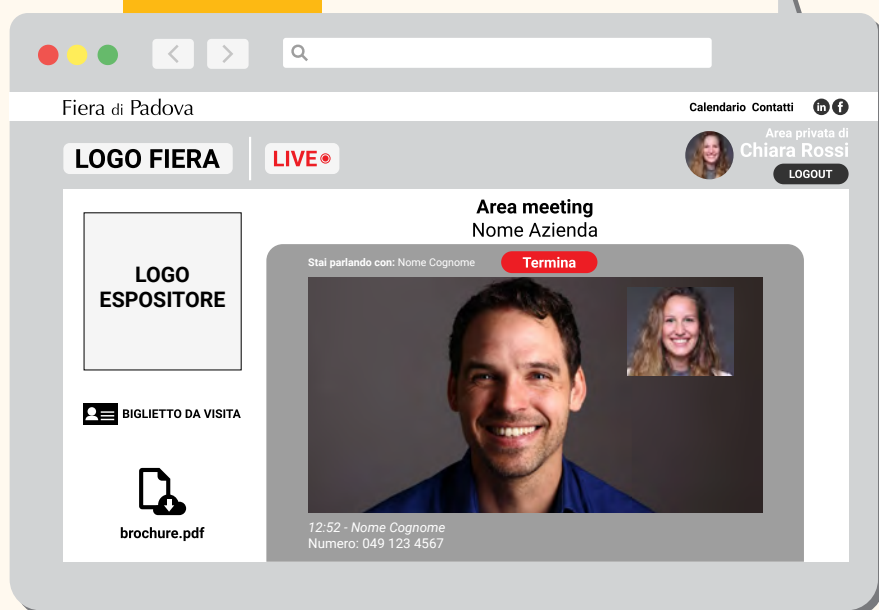 Fiera di Padova
Calendario Contatti
in f
LOGO FIERA
LIVE
Area privata di
Chiara Rossi
LOGOUT
Area meeting
Nome Azienda
LOGO
ESPOSITORE
Stai parlando con: Nome Cognome
Termina
BIGLIETTO DA VISITA
brochure.pdf
12:52 - Nome Cognome
Numero: 049 123 4567